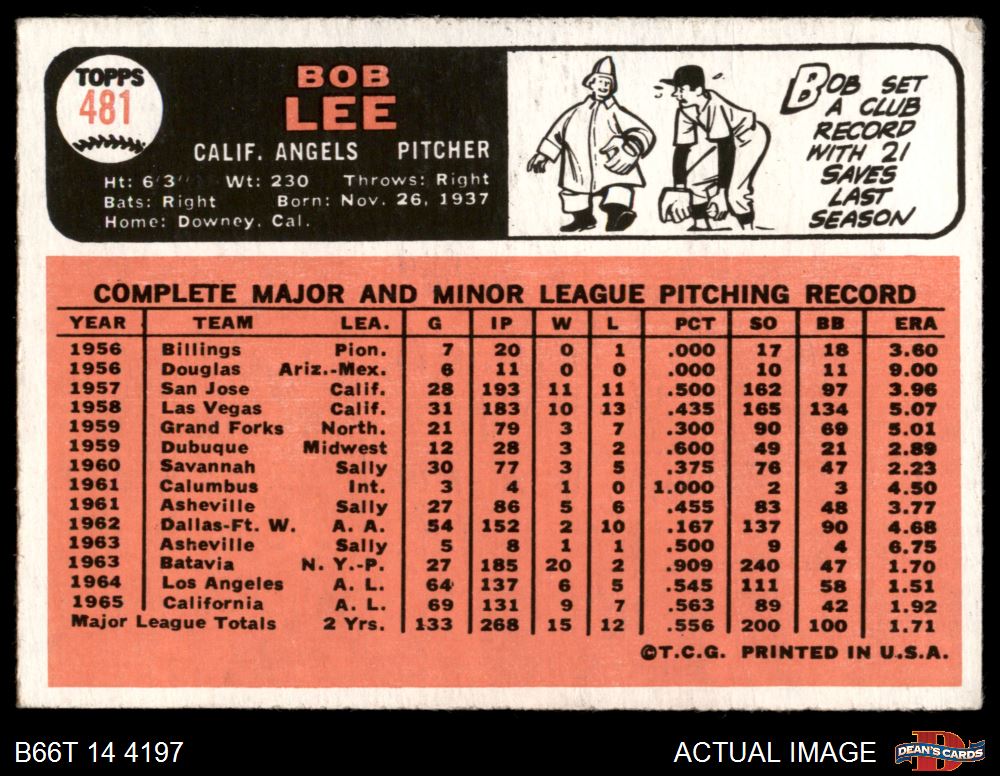 TOPPS
481
BOB
LEE
CALIF. ANGELS PITCHER
Ht: 6'3" Wt: 230 Throws: Right
Bats: Right Born: Nov. 26, 1937
Home: Downey, Cal.
BOB SET
A CLUB
RECORD
WITH 21
SAVES
LAST
SEASON
COMPLETE MAJOR AND MINOR LEAGUE PITCHING RECORD
YEAR TEAM LEA. G IP W L PCT SO BB ERA
1956 Billings Pion. 7 20 0 1 .000 17 18 3.60
1956 Douglas Ariz.-Mex. 6 11 0 0 .000 10 11 9.00
1957 San Jose Calif. 28 193 11 11 .500 162 97 3.96
1958 Las Vegas Calif. 31 183 10 13 .435 165 134 5.07
1959 Grand Forks North. 21 79 3 7 .300 90 69 5.01
1959 Dubuque Midwest 12 28 3 2 .600 49 21 2.89
1960 Savannah Sally 30 77 3 5 .375 76 47 2.23
1961 Calumbus Int. 3 4 1 0 1.000 2 3 4.50
1961 Asheville Sally 27 86 5 6 .455 83 48 3.77
1962 Dallas-Ft. W. A. A. 54 152 2 10 .167 137 90 4.68
1963 Asheville Sally 5 8 1 1 .500 9 4 6.75
1963 Batavia N. Y.-P. 27 185 20 2 .909 240 47 1.70
1964 Los Angeles A. L. 64 137 6 5 .545 111 58 1.51
1965 California A. L. 69 131 9 7 .563 89 42 1.92
Major League Totals 2 Yrs. 133 268 15 12 .556 200 100 1.71
©T.C.G. PRINTED IN U.S.A.
B66T 14 4197
ACTUAL IMAGE
D
DEAN'S CARDS